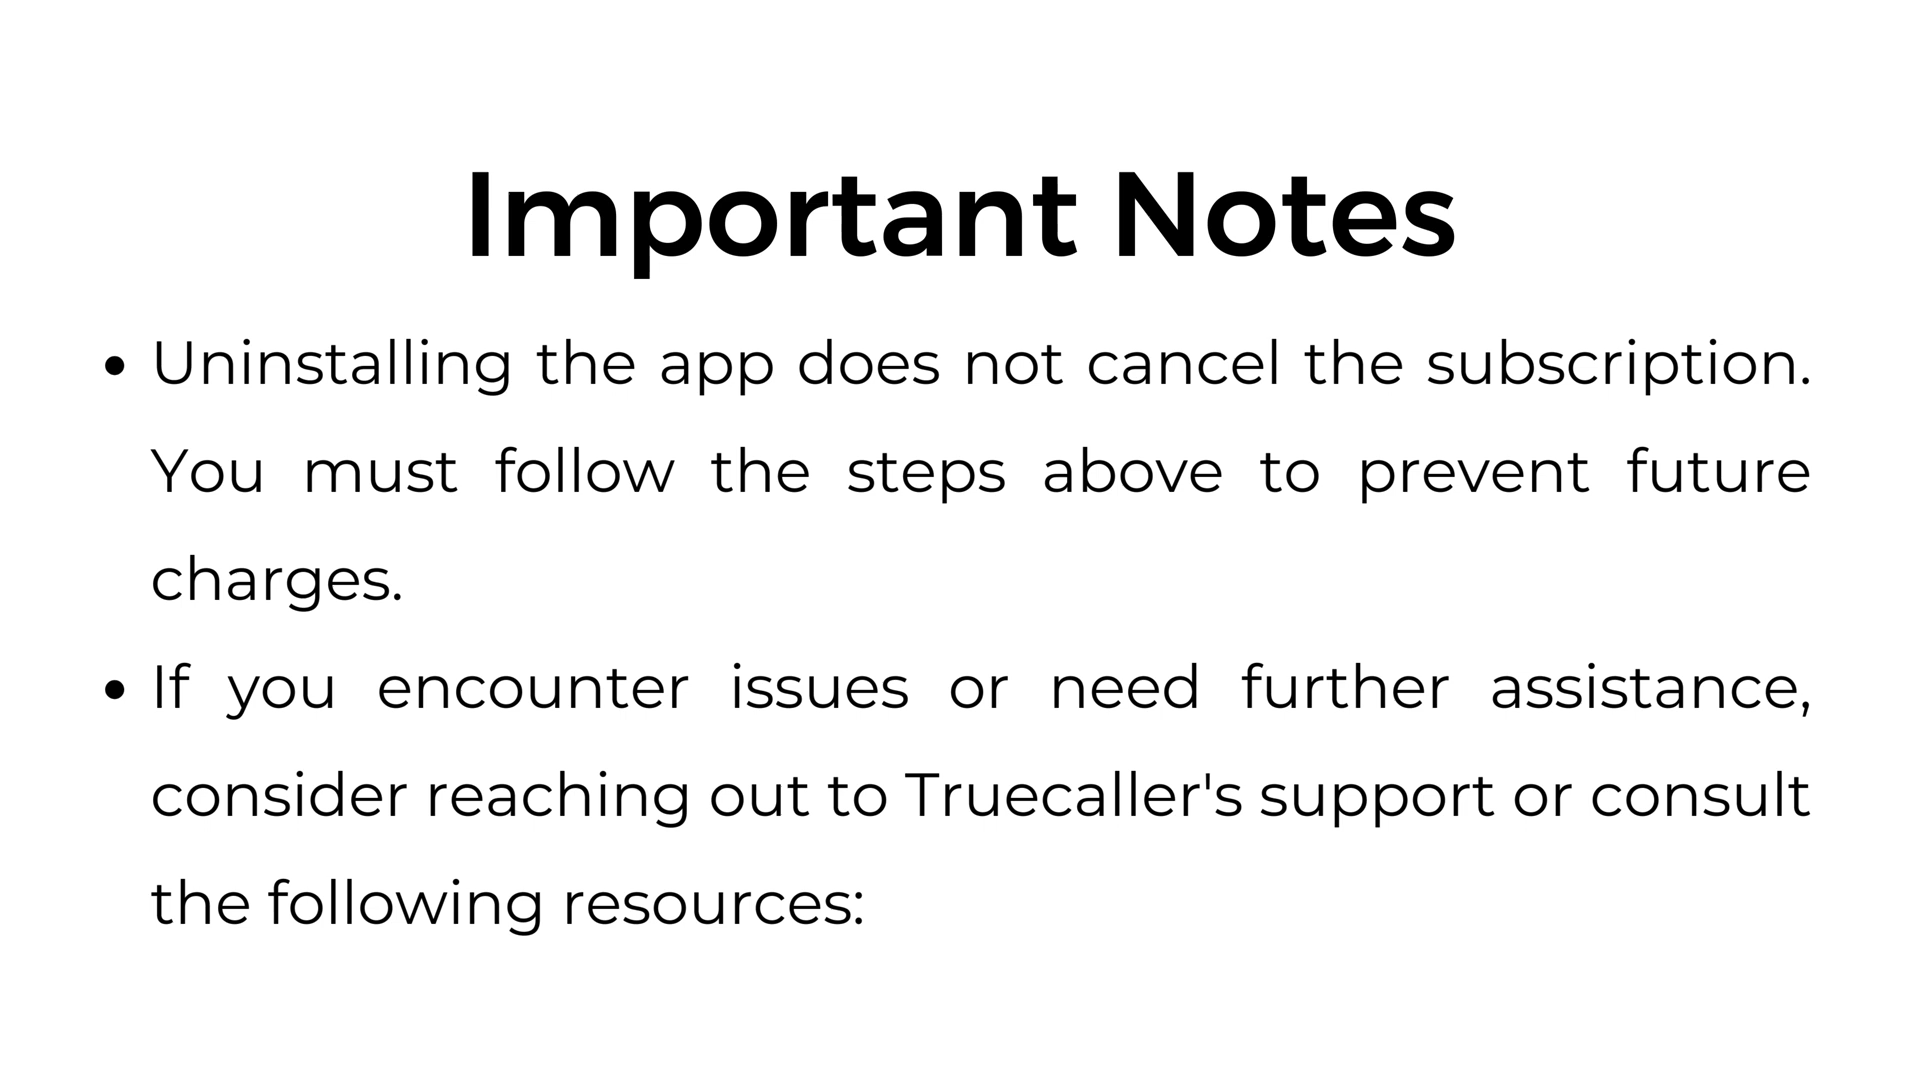 Important Notes
• Uninstalling the app does not cancel the subscription.
You must follow the steps above to prevent future
charges.
• If you encounter issues or need further assistance,
consider reaching out to Truecaller's support or consult
the following resources: